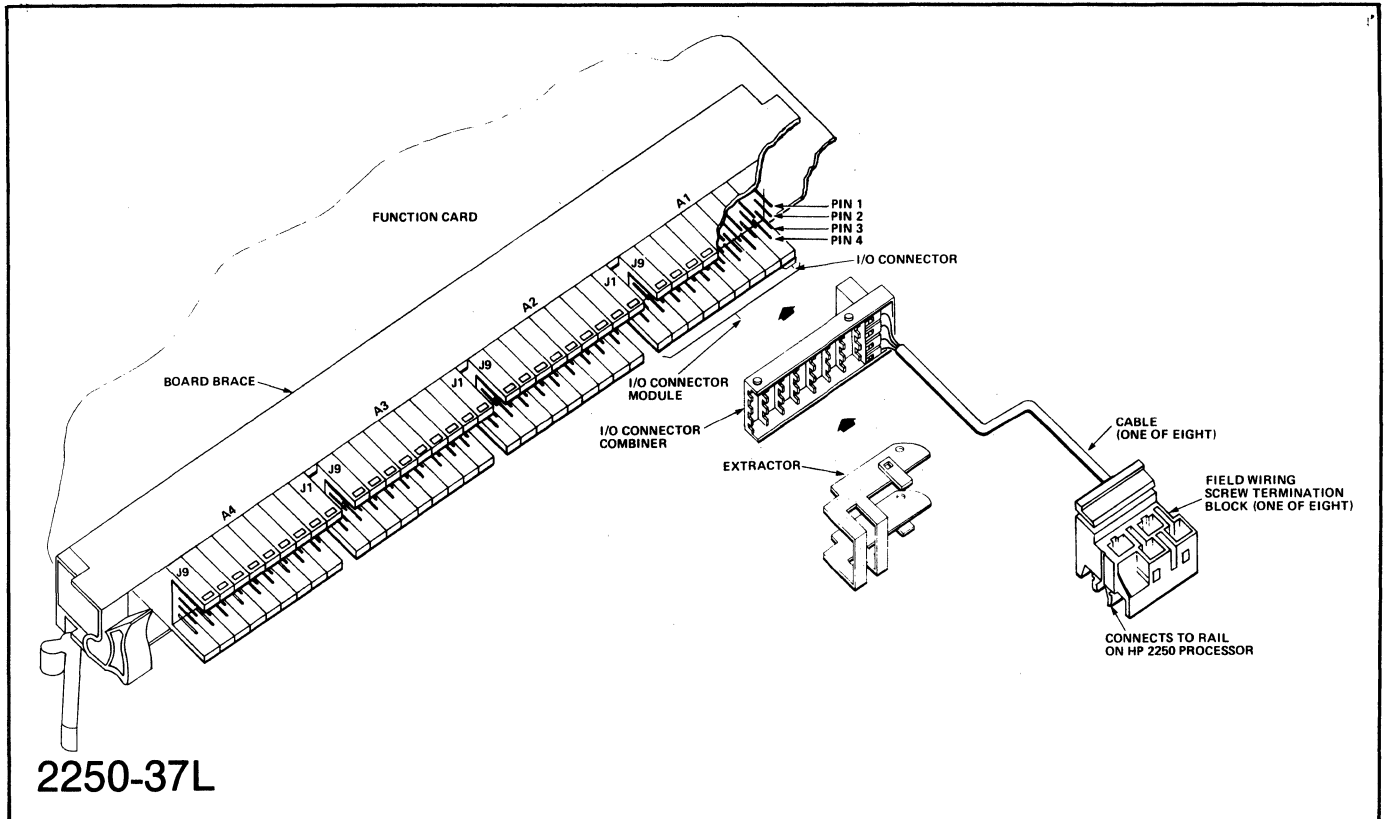 FUNCTION CARD
A1
PIN 1
PIN 2
PIN 3
PIN 4
I/O CONNECTOR
J9
J1
A2
I/O CONNECTOR
MODULE
BOARD BRACE
J9
J1
A3
I/O CONNECTOR
COMBINER
EXTRACTOR
CABLE
(ONE OF EIGHT)
FIELD WIRING
SCREW TERMINATION
BLOCK (ONE OF EIGHT)
J9
J1
A4
J9
CONNECTS TO RAIL
ON HP 2250 PROCESSOR
2250-37L